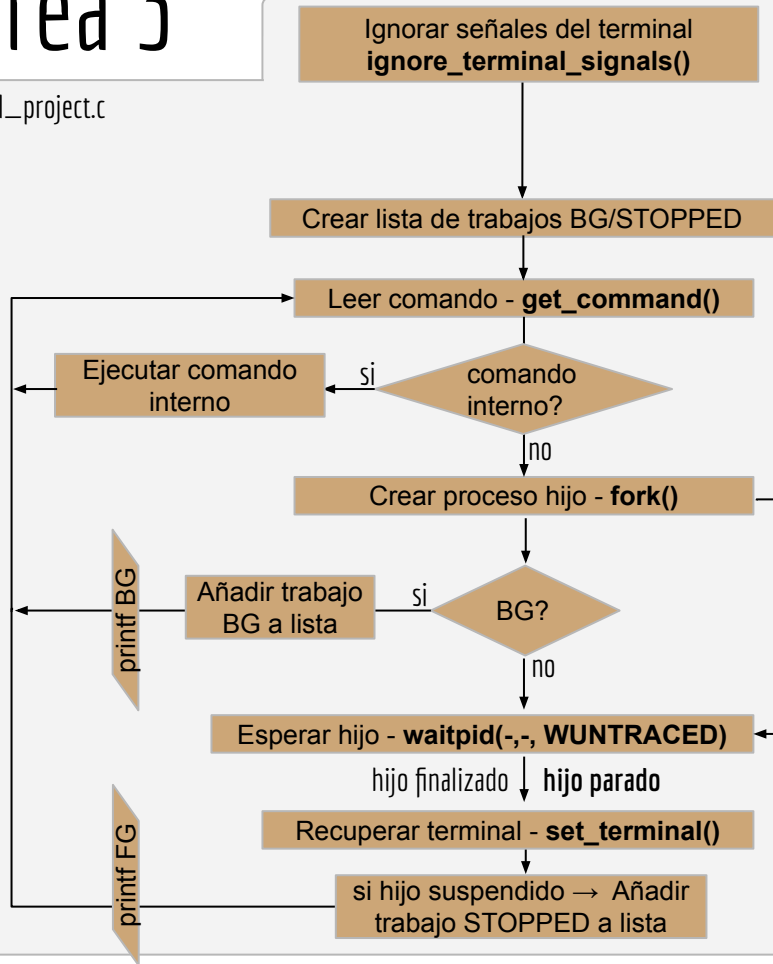 Ignorar señales del terminal
ignore_terminal_signals()
_project.c
Crear lista de trabajos BG/STOPPED
Leer comando - get_command()
Ejecutar comando
interno
si
comando
interno?
no
Crear proceso hijo - fork()
printf BG
Añadir trabajo
BG a lista
si
BG?
no
Esperar hijo - waitpid(-,-, WUNTRACED)
hijo finalizado hijo parado
Recuperar terminal - set_terminal()
printf FG
si hijo suspendido → Añadir
trabajo STOPPED a lista